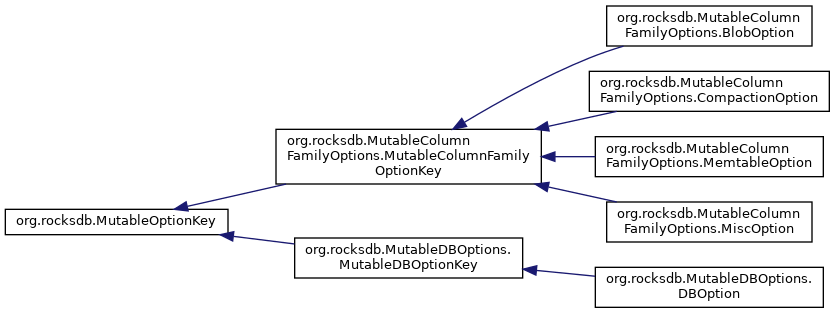 org.rocksdb.MutableColumn
FamilyOptions.BlobOption
org.rocksdb.MutableColumn
FamilyOptions.CompactionOption
org.rocksdb.MutableColumn
FamilyOptions.MutableColumnFamily
OptionKey
org.rocksdb.MutableColumn
FamilyOptions.MemtableOption
org.rocksdb.MutableOptionKey
org.rocksdb.MutableColumn
FamilyOptions.MiscOption
org.rocksdb.MutableDBOptions.
MutableDBOptionKey
org.rocksdb.MutableDBOptions.
DBOption